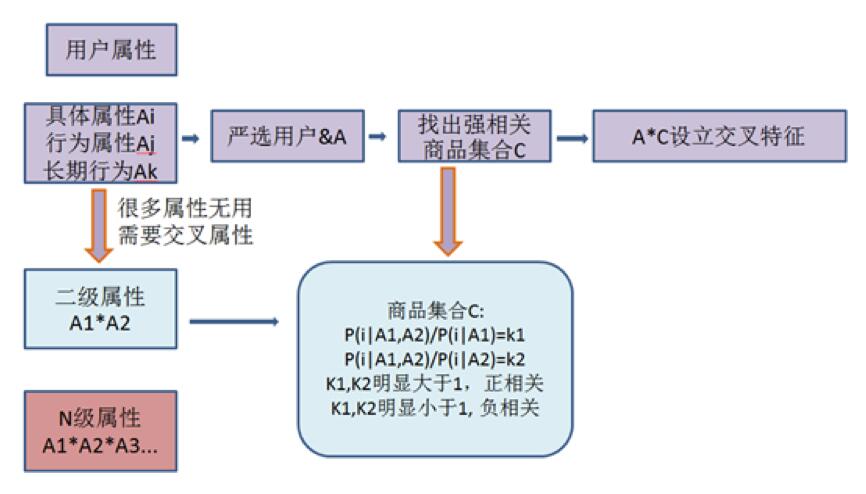 用户属性
具体属性Ai
行为属性Aj
长期行为Ak
严选用户&A
找出强相关
商品集合C
A*C设立交叉特征
很多属性无用
需要交叉属性
二级属性
A1*A2
商品集合C:
P(i|A1,A2)/P(i|A1)=k1
P(i|A1,A2)/P(i|A2)=k2
K1,K2明显大于1，正相关
K1,K2明显小于1, 负相关
N级属性
A1*A2*A3...